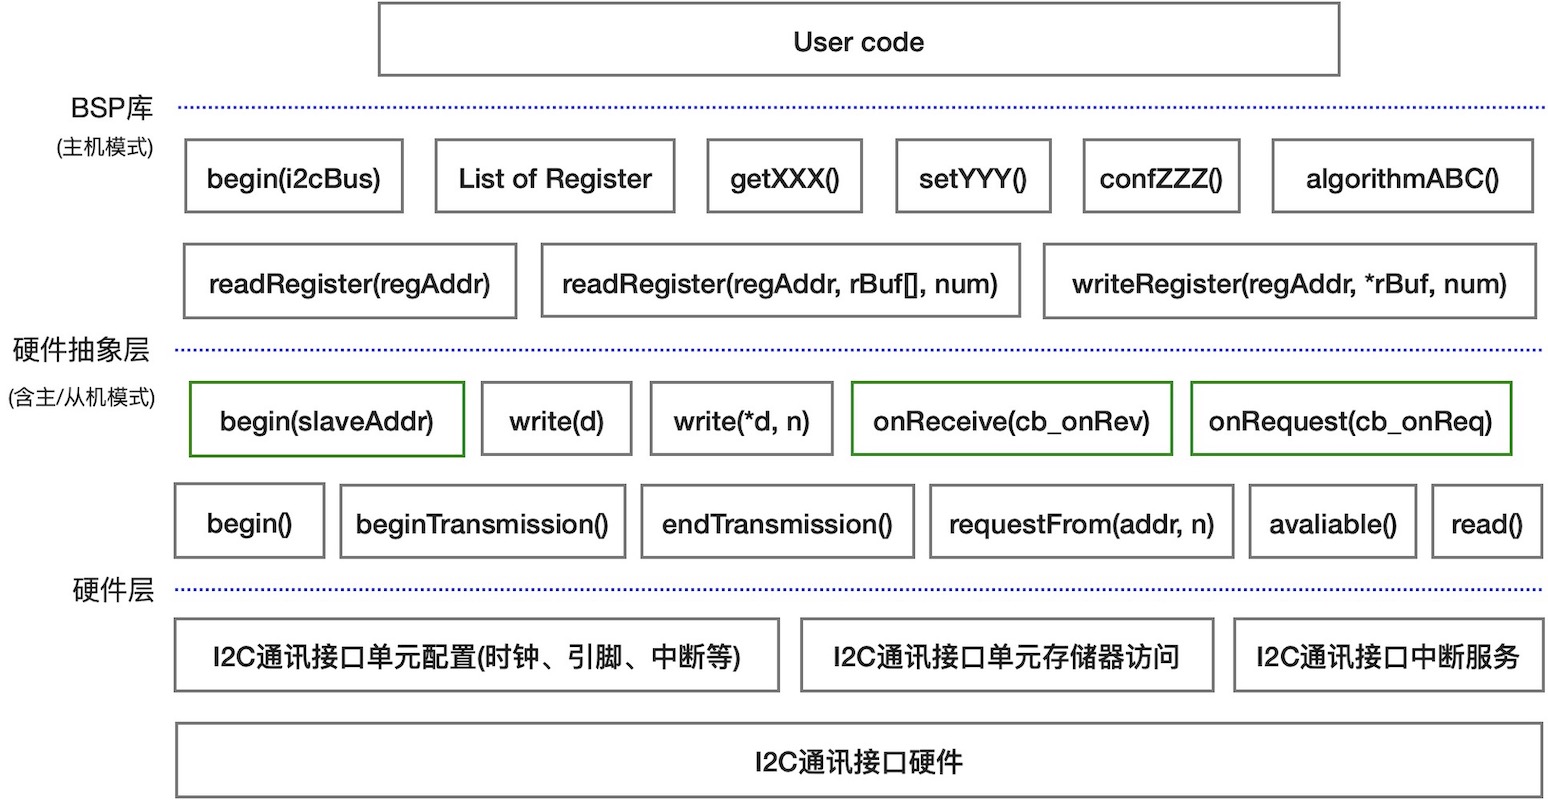 User code
BSP库
(主机模式)
begin(i2cBus)
List of Register
getXXX()
setYYY()
confZZZ()
algorithmABC()
readRegister(regAddr)
readRegister(regAddr, rBuf[], num)
writeRegister(regAddr, *rBuf, num)
硬件抽象层
(含主/从机模式)
begin(slaveAddr)
write(d)
write(*d, n)
onReceive(cb_onRev)
onRequest(cb_onReq)
begin()
beginTransmission()
endTransmission()
requestFrom(addr, n)
avaliable()
read()
硬件层
I2C通讯接口单元配置(时钟、引脚、中断等)
I2C通讯接口单元存储器访问
I2C通讯接口中断服务
I2C通讯接口硬件